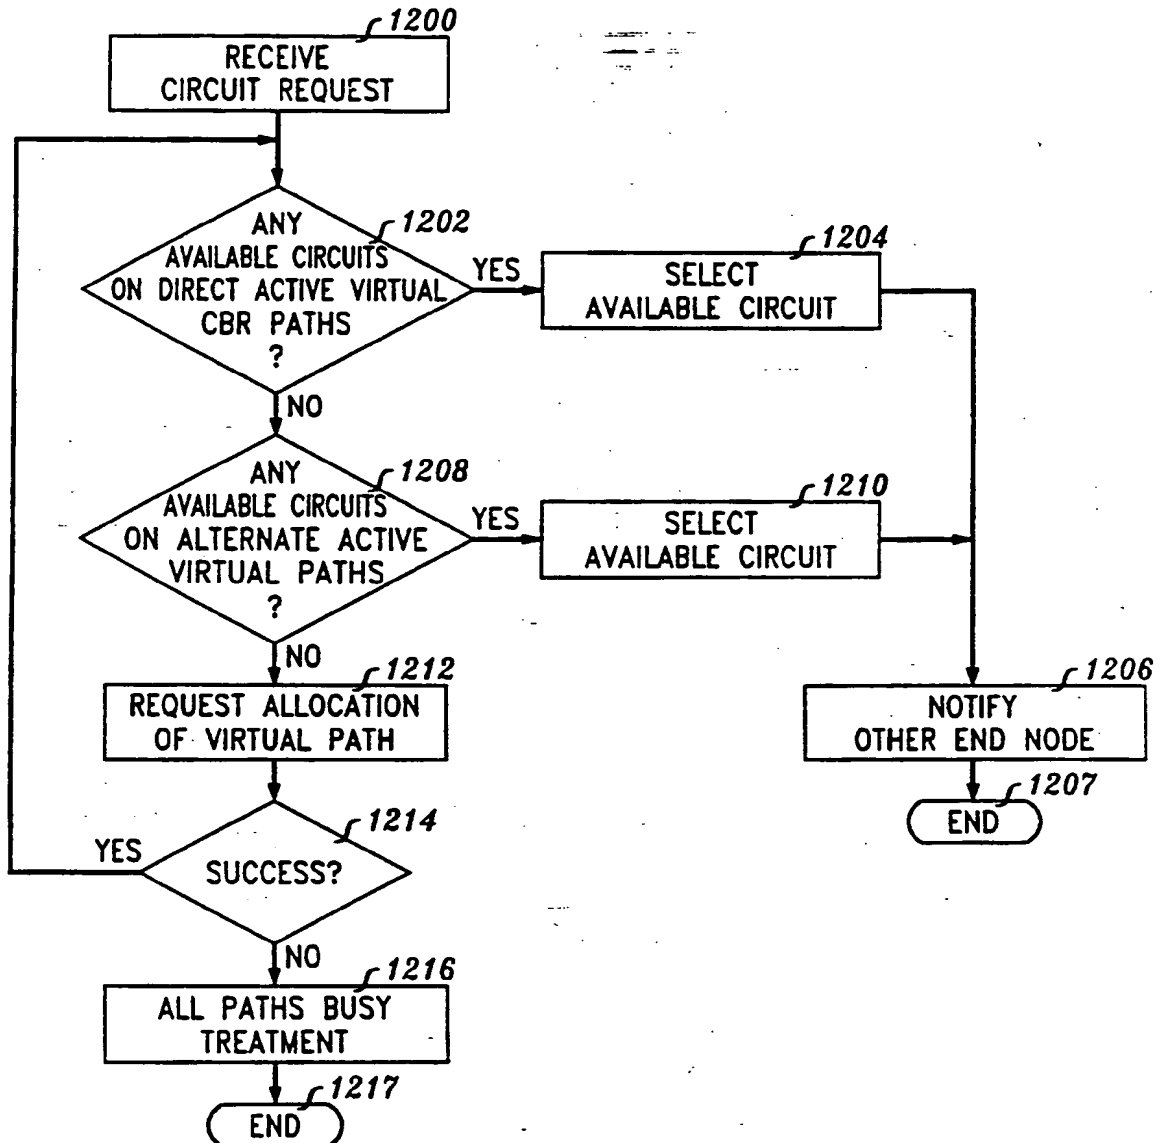 1200
RECEIVE
CIRCUIT REQUEST
1202
ANY
AVAILABLE CIRCUITS
ON DIRECT ACTIVE VIRTUAL
CBR PATHS
?
YES
1204
SELECT
AVAILABLE CIRCUIT
NO
1208
ANY
AVAILABLE CIRCUITS
ON ALTERNATE ACTIVE
VIRTUAL PATHS
?
YES
1210
SELECT
AVAILABLE CIRCUIT
NO
1212
REQUEST ALLOCATION
OF VIRTUAL PATH
1206
NOTIFY
OTHER END NODE
1207
END
1214
YES
SUCCESS?
NO
1216
ALL PATHS BUSY
TREATMENT
1217
END